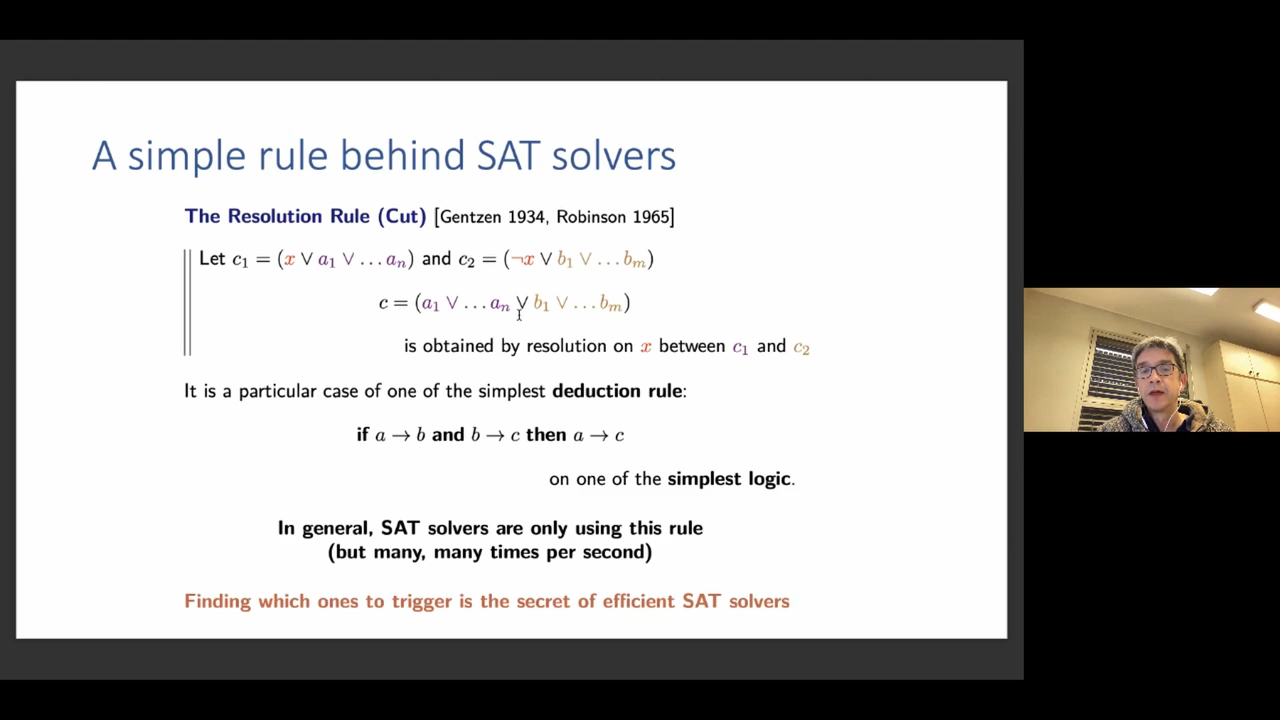 A simple rule behind SAT solvers
The Resolution Rule (Cut) [Gentzen 1934, Robinson 1965]
Let c₁ = (x ∨ a₁ ∨ … aₙ) and c₂ = (¬x ∨ b₁ ∨ … bₘ)
c = (a₁ ∨ … aₙ ∨ b₁ ∨ … bₘ)
is obtained by resolution on x between c₁ and c₂
It is a particular case of one of the simplest deduction rule:
if a → b and b → c then a → c
on one of the simplest logic.
In general, SAT solvers are only using this rule
(but many, many times per second)
Finding which ones to trigger is the secret of efficient SAT solvers